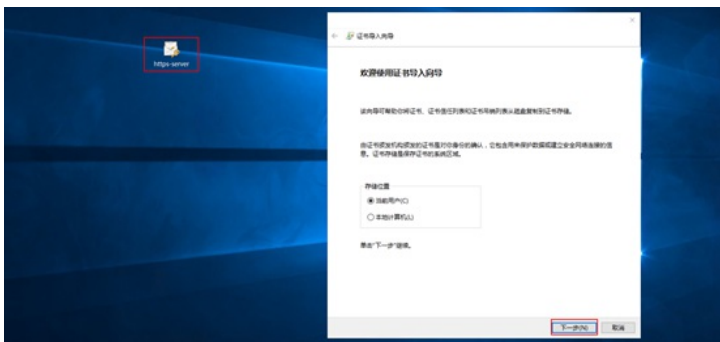 https-server
证书导入向导
欢迎使用证书导入向导
该向导可帮助你将证书、证书信任列表和证书吊销列表从磁盘复制到证书存储。
由证书颁发机构颁发的证书是对你身份的确认，它包含用来保护数据或建立安全网络连接的信
息。证书存储是保存证书的系统区域。
存储位置
当前用户(C)
本地计算机(L)
单击“下一步”继续。
下一步(N)
取消